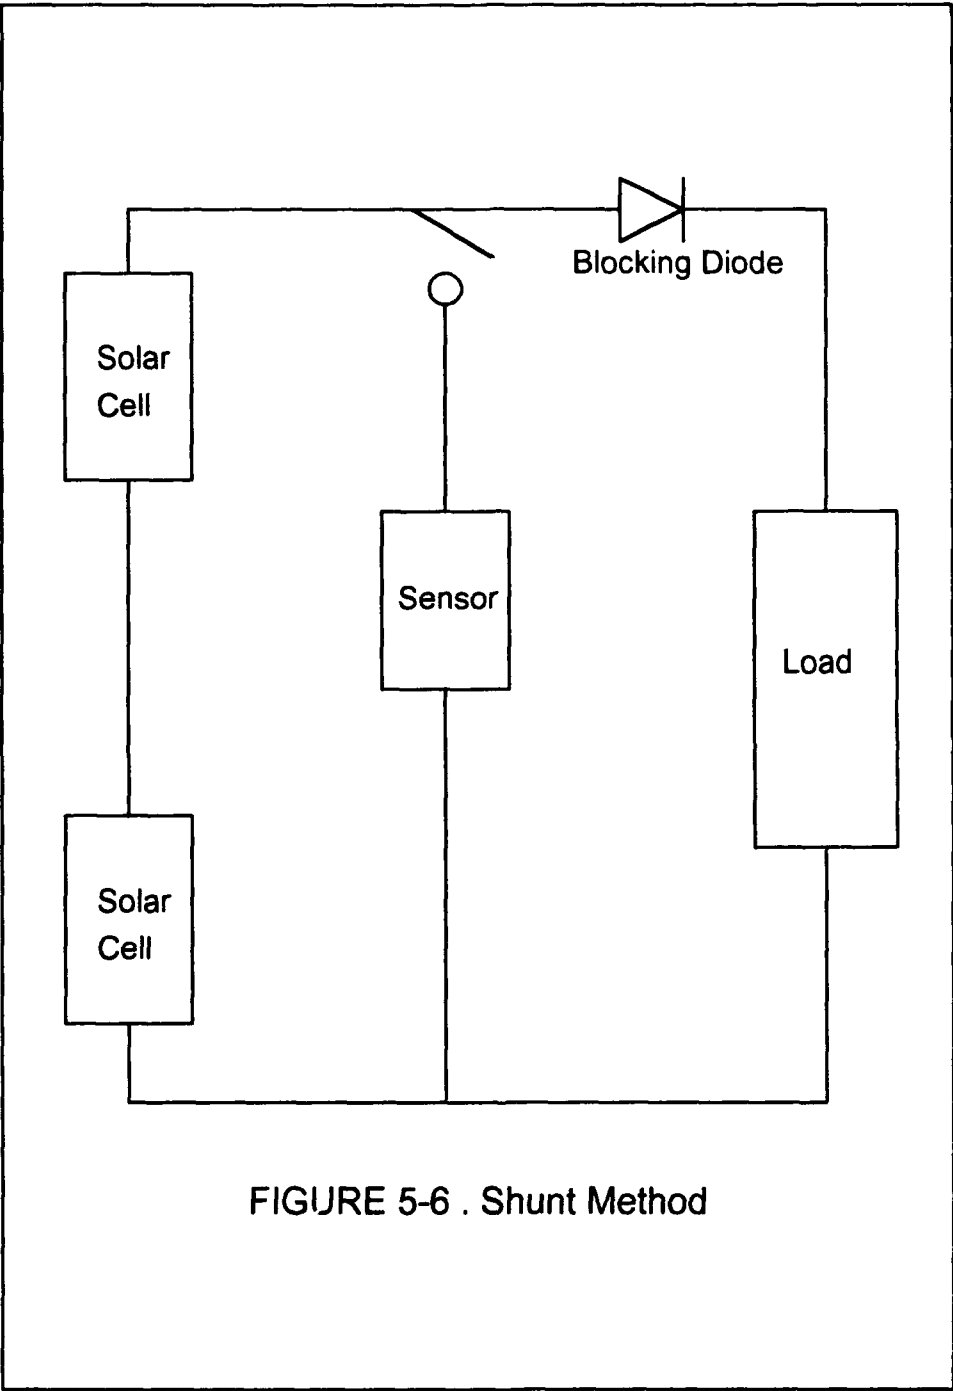 Blocking Diode
Solar
Cell
Sensor
Load
Solar
Cell
FIGURE 5-6 . Shunt Method